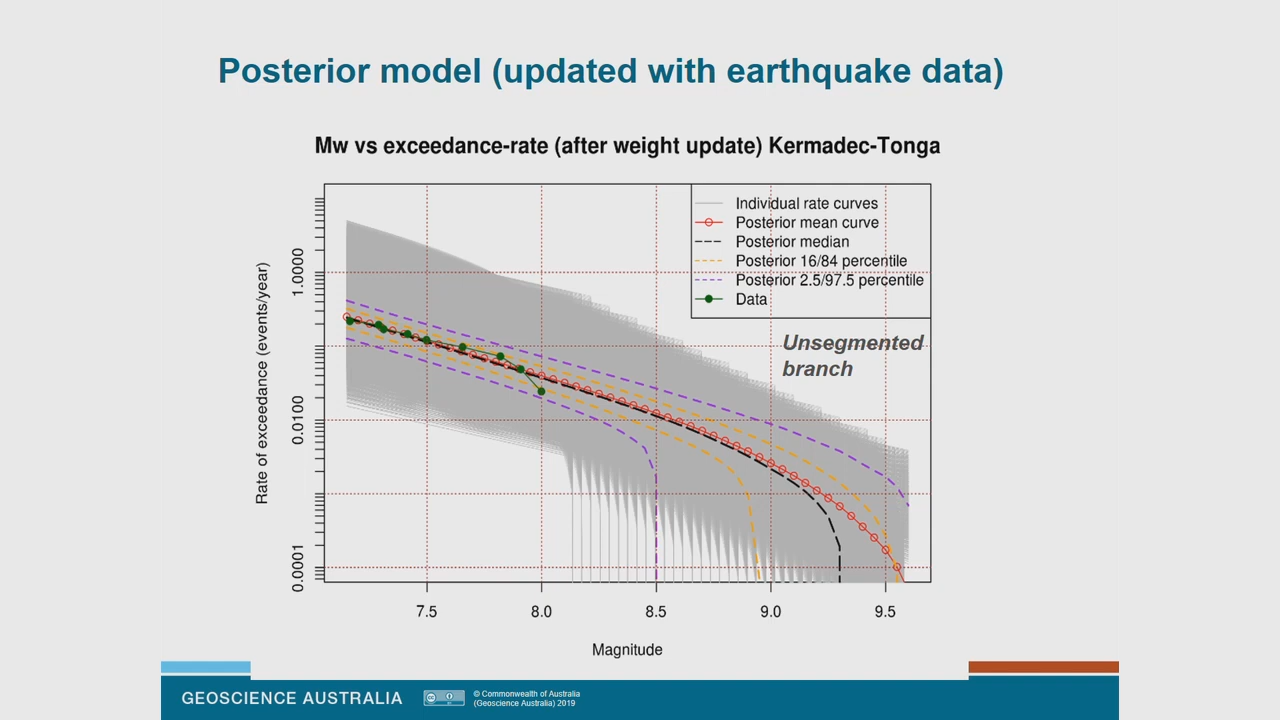 Posterior model (updated with earthquake data)
Mw vs exceedance-rate (after weight update) Kermadec-Tonga
Individual rate curves
Posterior mean curve
Posterior median
Posterior 16/84 percentile
Posterior 2.5/97.5 percentile
Data
Unsegmented
branch
Rate of exceedance (events/year)
1.0000
0.0100
0.0001
7.5
8.0
8.5
9.0
9.5
Magnitude
GEOSCIENCE AUSTRALIA
© Commonwealth of Australia
(Geoscience Australia) 2019